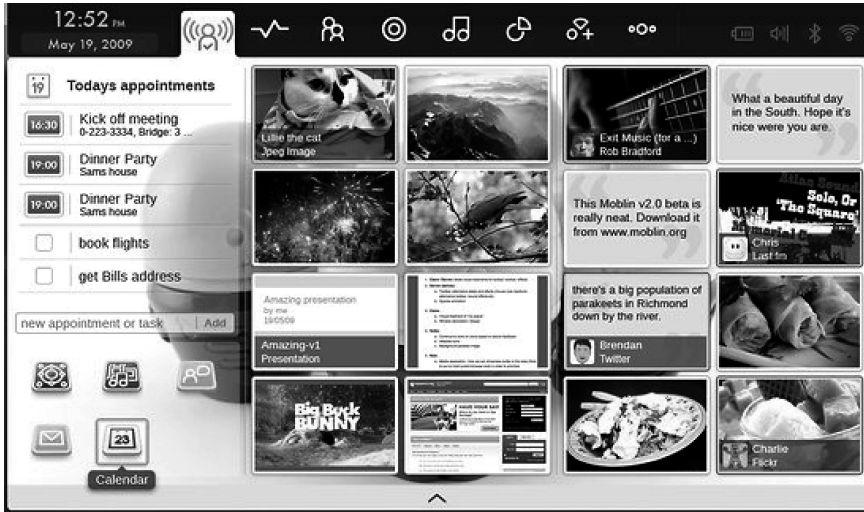 12:52 PM
May 19, 2009
19
Todays appointments
16:30
Kick off meeting
0-223-3334, Bridge: 3 ...
19:00
Dinner Party
Sams house
19:00
Dinner Party
Sams house
book flights
get Bills address
new appointment or task
Add
23
Calendar
Lillie the cat
Jpeg Image
Exit Music (for a ...)
Rob Bradford
What a beautiful day
in the South. Hope it's
nice were you are.
This Moblin v2.0 beta is
really neat. Download it
from www.moblin.org
Solo, Or
'The Square'
Chris
Last fm
Amazing presentation
by me
19/05/09
Amazing-v1
Presentation
there's a big population of
parakeets in Richmond
down by the river.
Brendan
Twitter
Big Buck
BUNNY
Charlie
Flickr